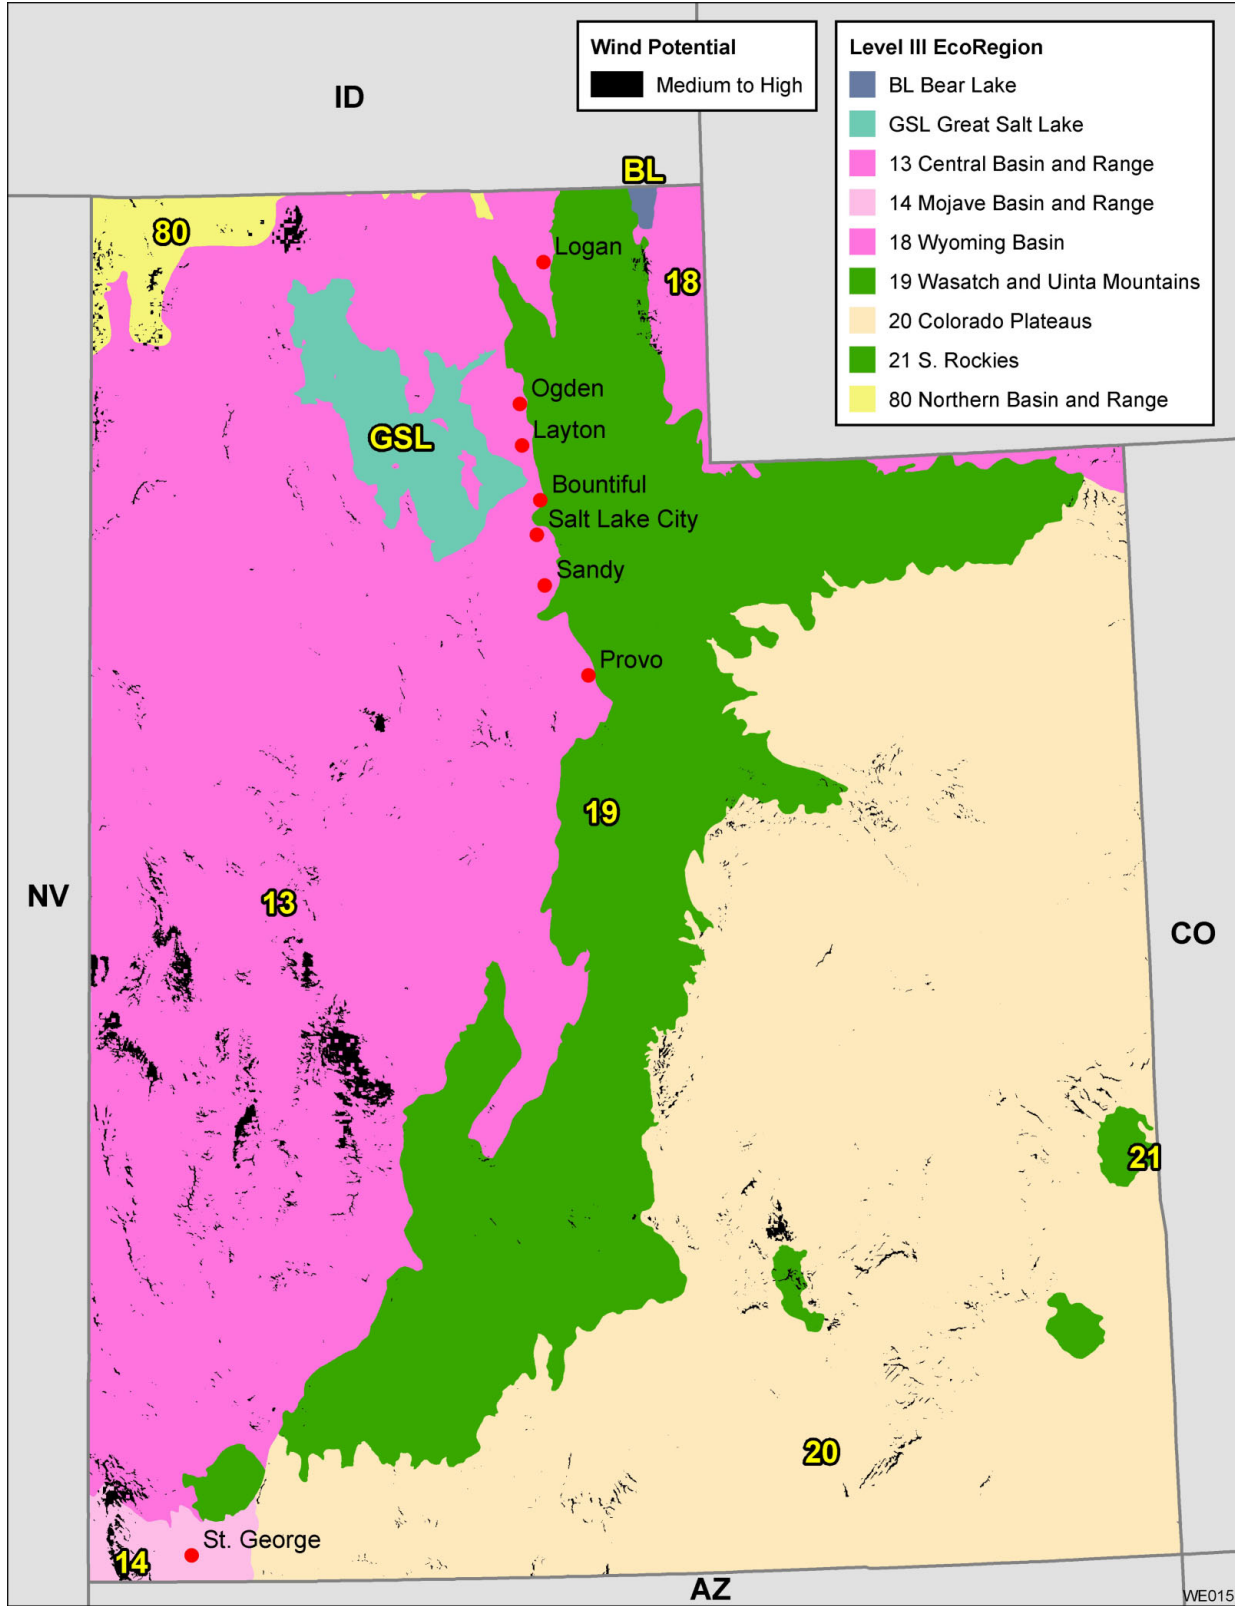 Wind Potential
Medium to High
Level III EcoRegion
BL Bear Lake
GSL Great Salt Lake
13 Central Basin and Range
14 Mojave Basin and Range
18 Wyoming Basin
19 Wasatch and Uinta Mountains
20 Colorado Plateaus
21 S. Rockies
80 Northern Basin and Range
ID
BL
80
Logan
18
Ogden
GSL
Layton
Bountiful
Salt Lake City
Sandy
Provo
19
13
NV
CO
21
20
St. George
14
AZ
WE015